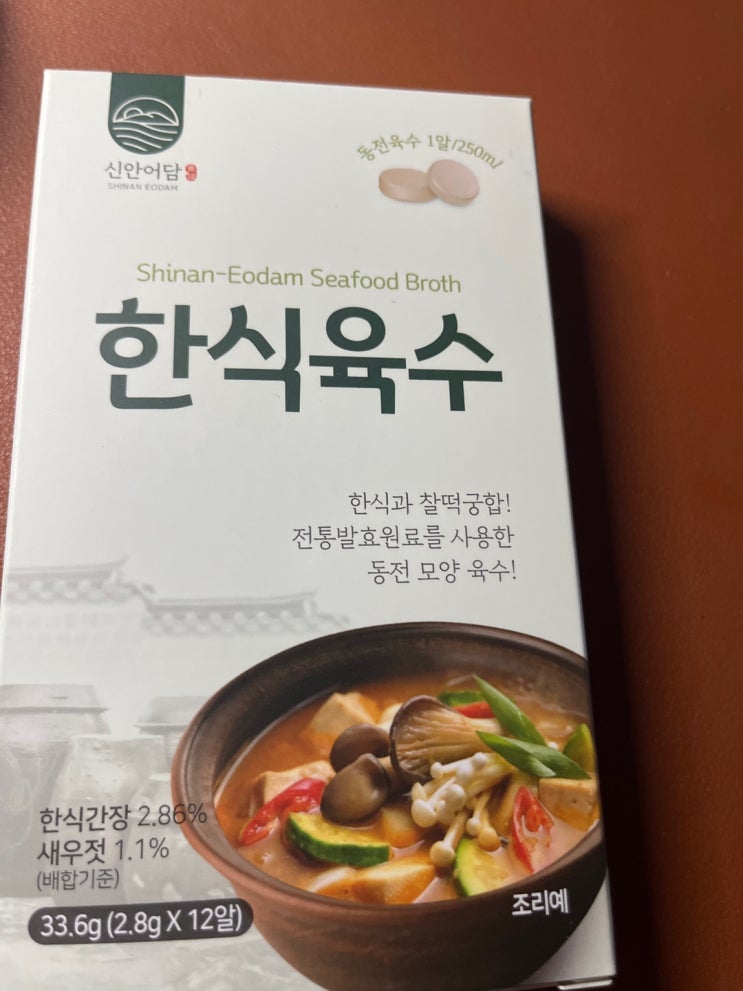 신안어담
SHINAN EODAM
동전육수 1알/250ml
Shinan-Eodam Seafood Broth
한식육수
한식과 찰떡궁합!
전통발효원료를 사용한
동전 모양 육수!
한식간장 2.86%
새우젓 1.1%
(배합기준)
33.6g (2.8g X 12알)
조리예